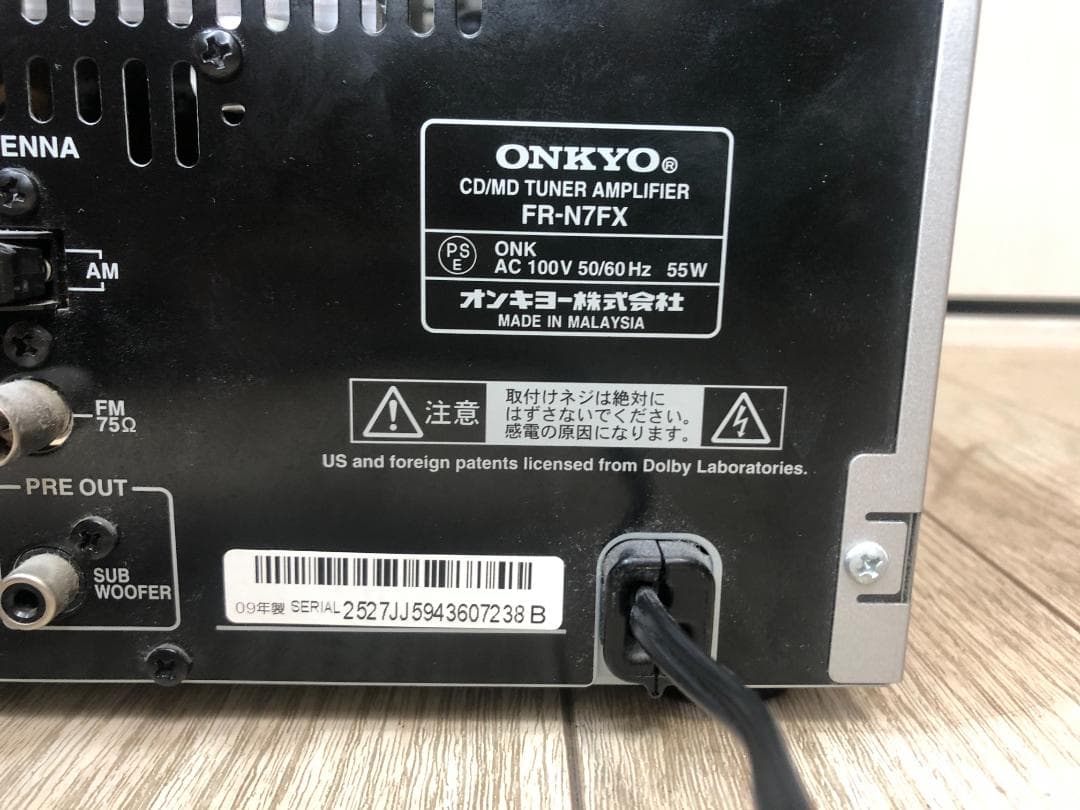 ENNA
AM
FM
75Ω
PRE OUT
SUB
WOOFER
ONKYO®
CD/MD TUNER AMPLIFIER
FR-N7FX
PS
E
ONK
AC 100V 50/60Hz 55W
オンキヨー株式会社
MADE IN MALAYSIA
注意
取付けネジは絶対に
はずさないでください。
感電の原因になります。
US and foreign patents licensed from Dolby Laboratories.
09年製 SERIAL 2527JJ5943607238 B